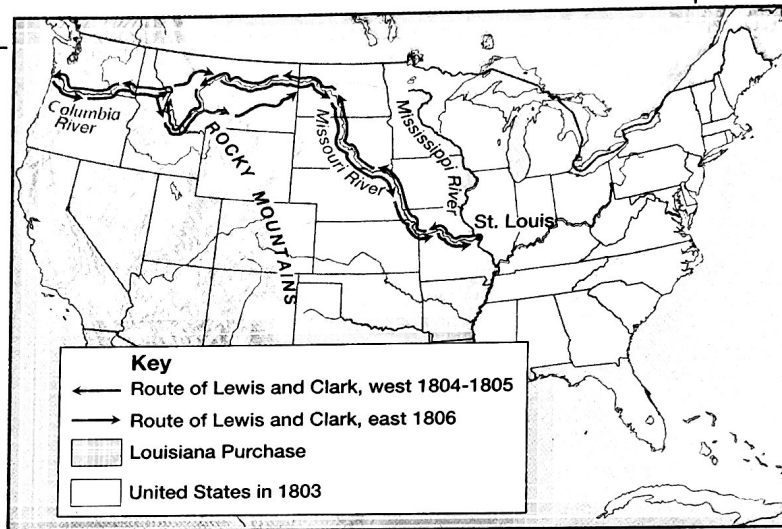 Columbia
River
ROCKY MOUNTAINS
Missouri River
Mississippi River
St. Louis
Key
Route of Lewis and Clark, west 1804-1805
Route of Lewis and Clark, east 1806
Louisiana Purchase
United States in 1803